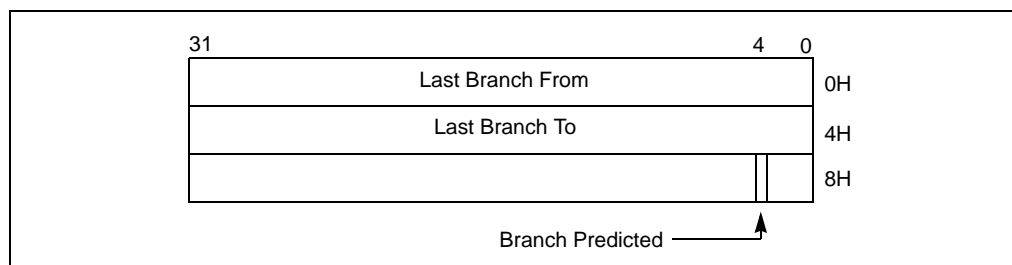 31 4 0
Last Branch From 0H
Last Branch To 4H
8H
Branch Predicted